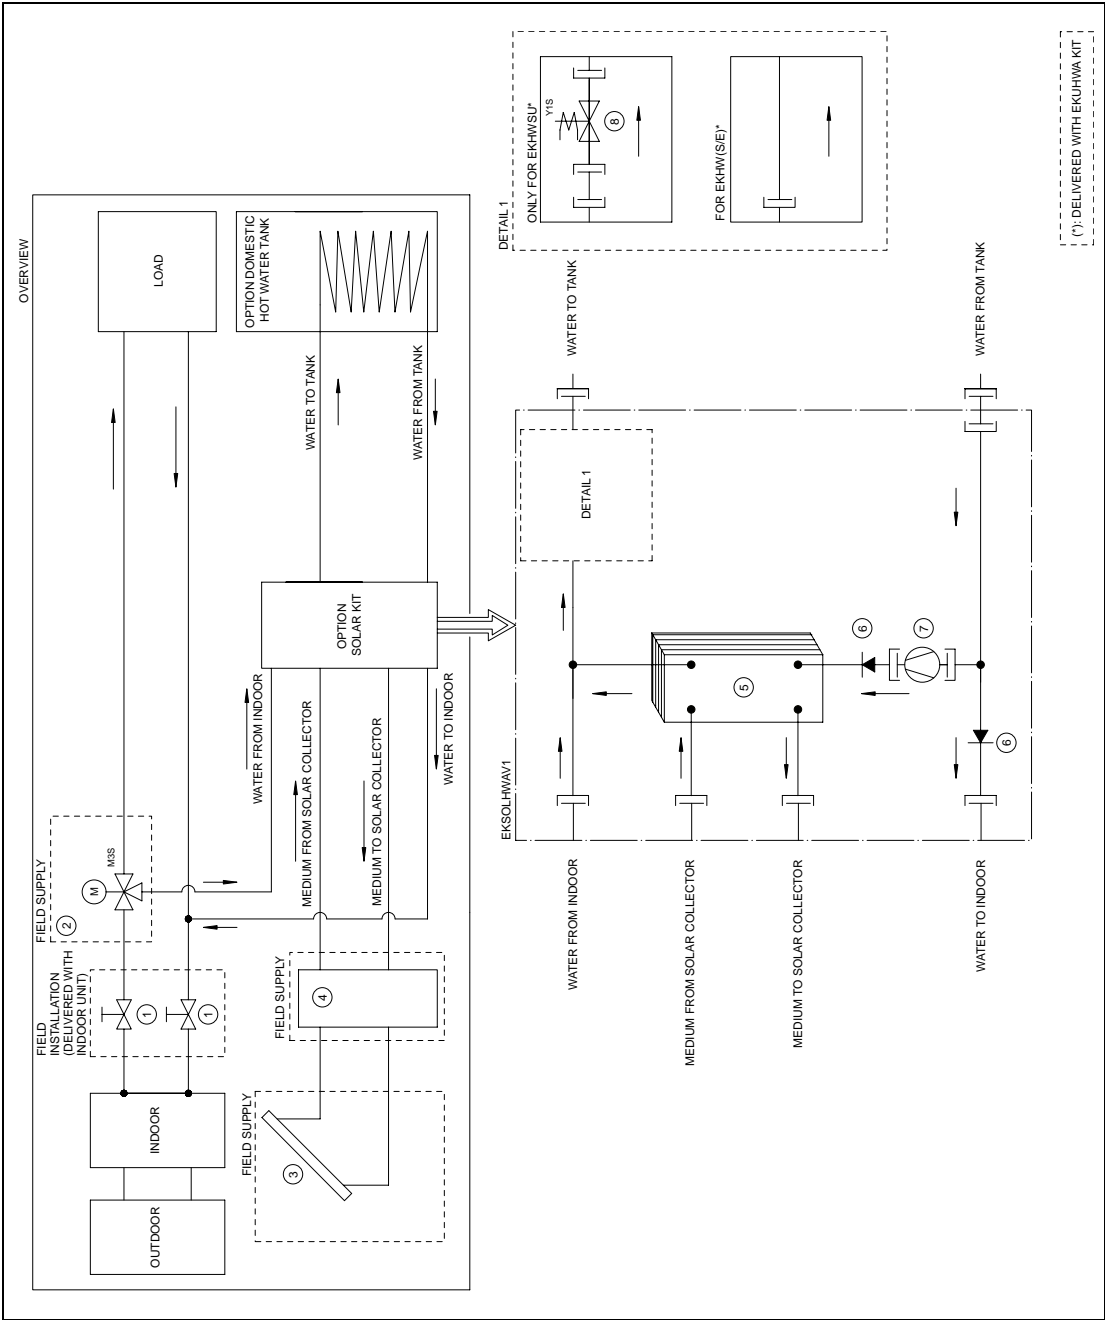 OVERVIEW
OUTDOOR
INDOOR
FIELD
INSTALLATION
(DELIVERED WITH
INDOOR UNIT)
1
1
FIELD SUPPLY
2
M
M3S
LOAD
FIELD SUPPLY
3
FIELD SUPPLY
4
WATER FROM INDOOR
MEDIUM FROM SOLAR COLLECTOR
MEDIUM TO SOLAR COLLECTOR
WATER TO INDOOR
OPTION
SOLAR KIT
WATER TO TANK
WATER FROM TANK
OPTION DOMESTIC
HOT WATER TANK
EKSOLHWAV1
WATER FROM INDOOR
MEDIUM FROM SOLAR COLLECTOR
MEDIUM TO SOLAR COLLECTOR
WATER TO INDOOR
5
6
6
7
DETAIL 1
WATER TO TANK
WATER FROM TANK
DETAIL 1
ONLY FOR EKHWSU*
Y1S
8
FOR EKHW(S/E)*
(*): DELIVERED WITH EKUHWA KIT